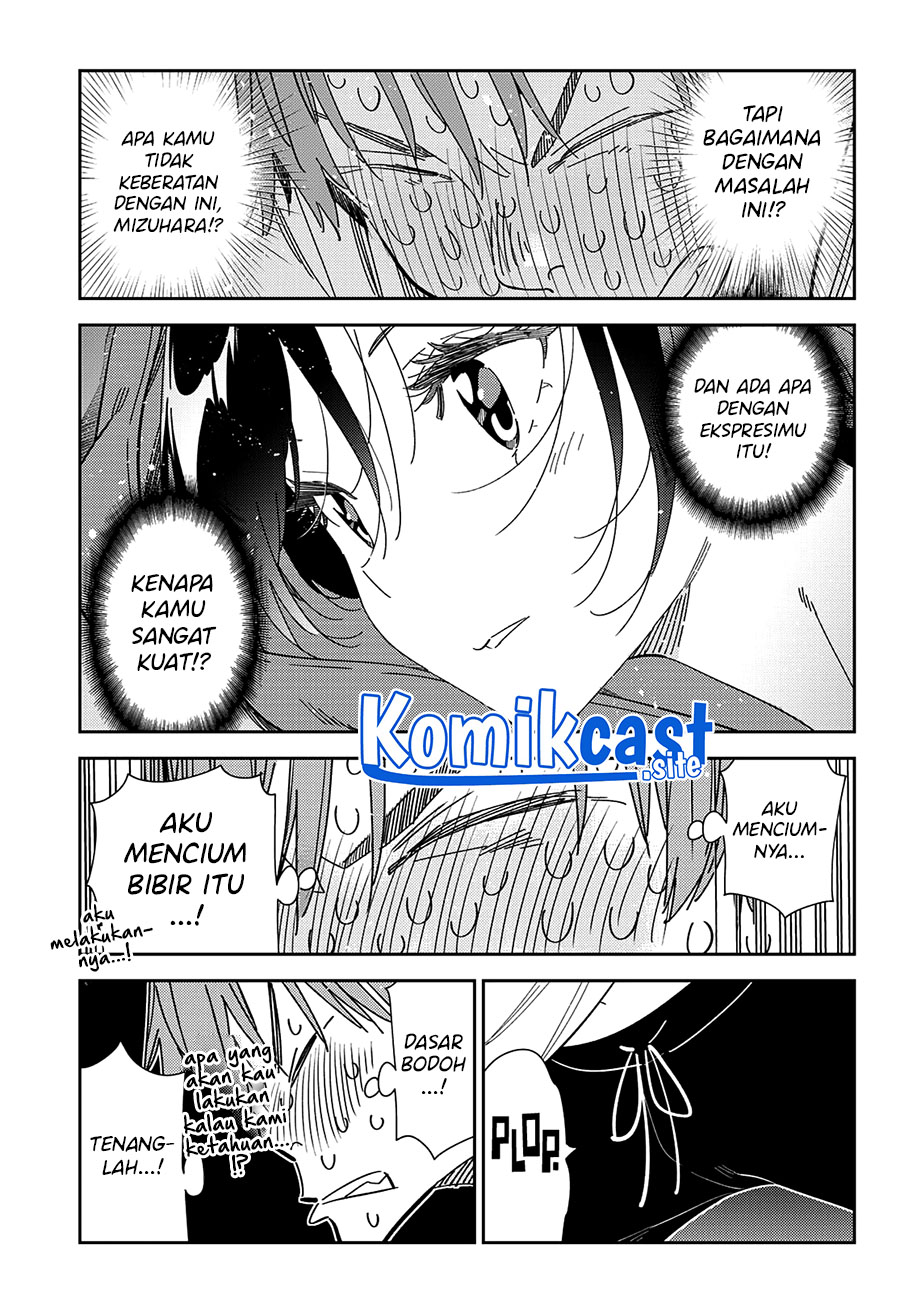 TAPI
BAGAIMANA
DENGAN
MASALAH
INI!?
APA KAMU
TIDAK
KEBERATAN
DENGAN INI,
MIZUHARA!?
DAN ADA APA
DENGAN
EKSPRESIMU
ITU!
KENAPA
KAMU
SANGAT
KUAT!?
Komikcast
.site
AKU
MENCIUM-
NYA...
AKU
MENCIUM
BIBIR ITU
...!
aku
melakukan-
nya...!
PLOP.
DASAR
BODOH
...!
apa yang
akan kau
lakukan
kalau kami
ketahuan...
!?
TENANG-
LAH...!